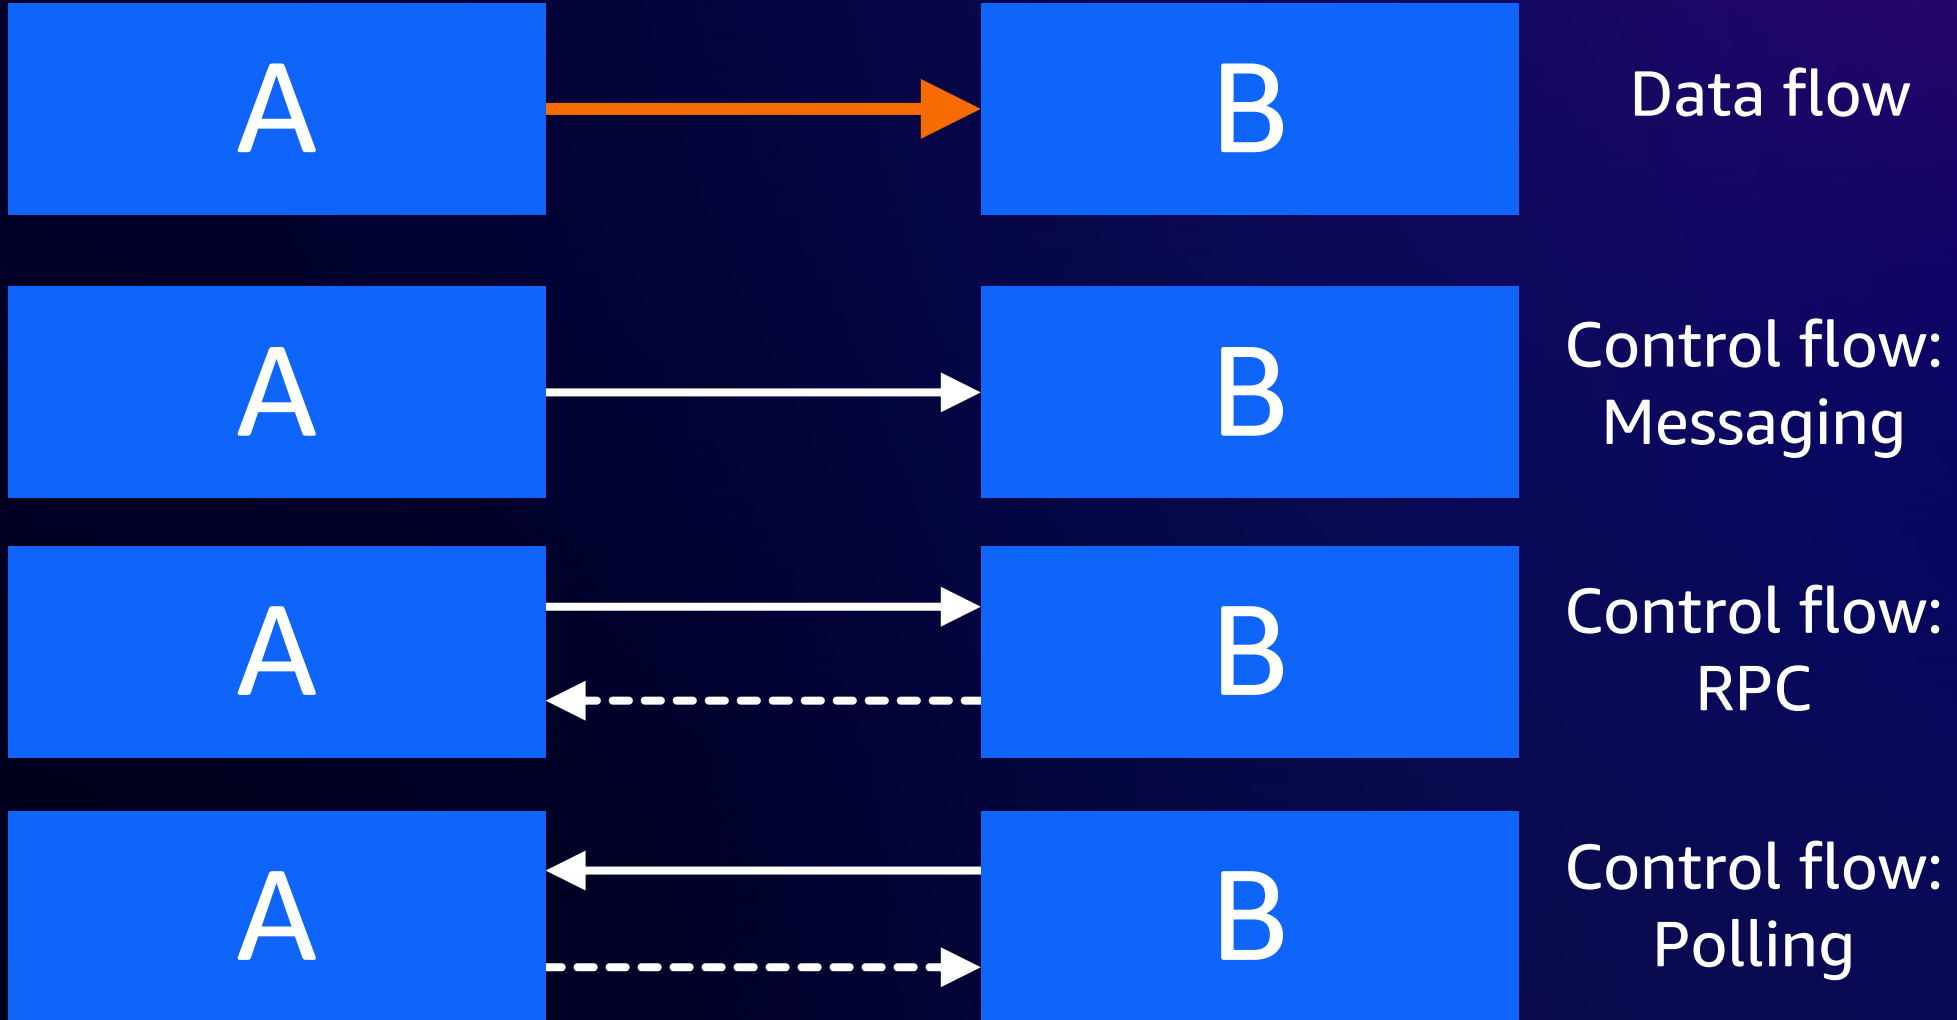 A
B
Data flow
A
B
Control flow:
Messaging
A
B
Control flow:
RPC
A
B
Control flow:
Polling